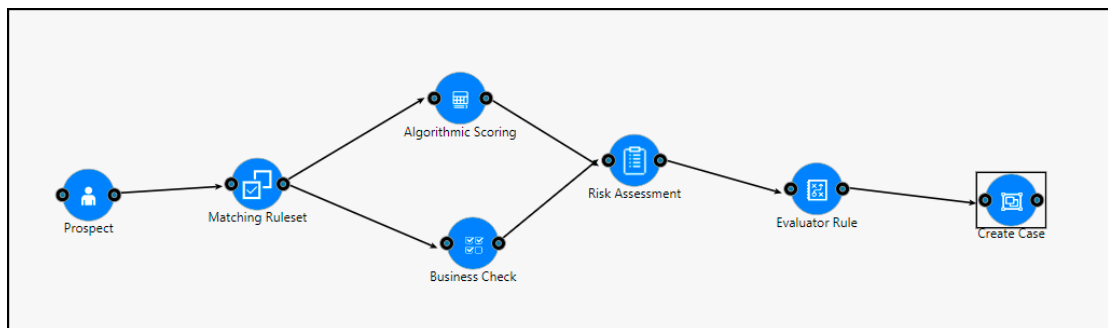 Prospect
Matching Ruleset
Algorithmic Scoring
Business Check
Risk Assessment
Evaluator Rule
Create Case